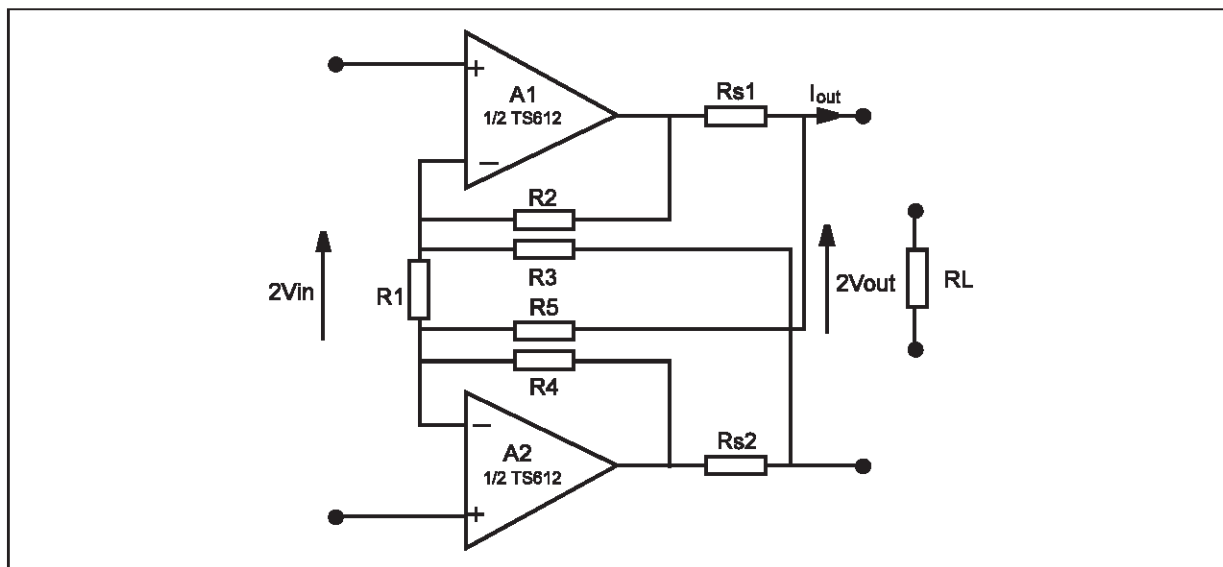 +
A1
1/2 TS612
−
Rs1
Iout
R2
R3
2Vin
R1
2Vout
RL
R5
R4
−
A2
1/2 TS612
+
Rs2